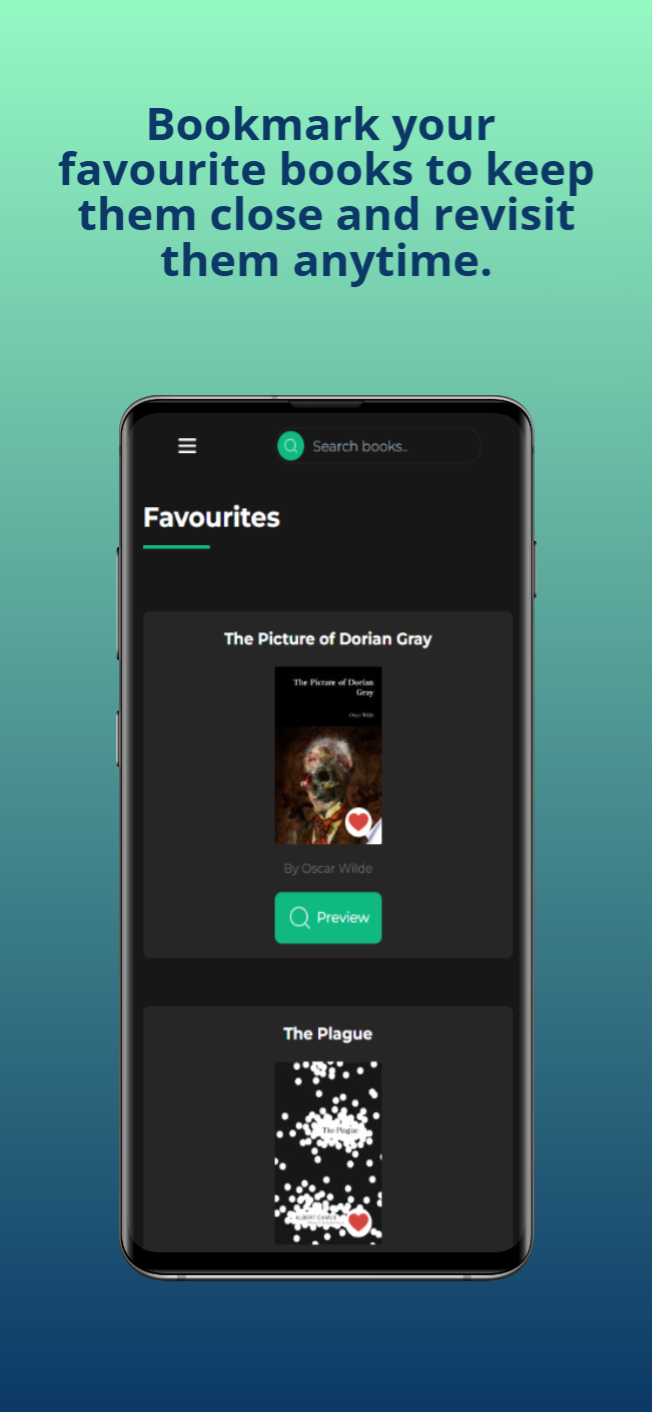 Bookmark your
favourite books to keep
them close and revisit
them anytime.
Search books..
Favourites
The Picture of Dorian Gray
The Picture of Dorian
Gray
Oscar Wilde
By Oscar Wilde
Preview
The Plague
The Plague
ALBERT CAMUS